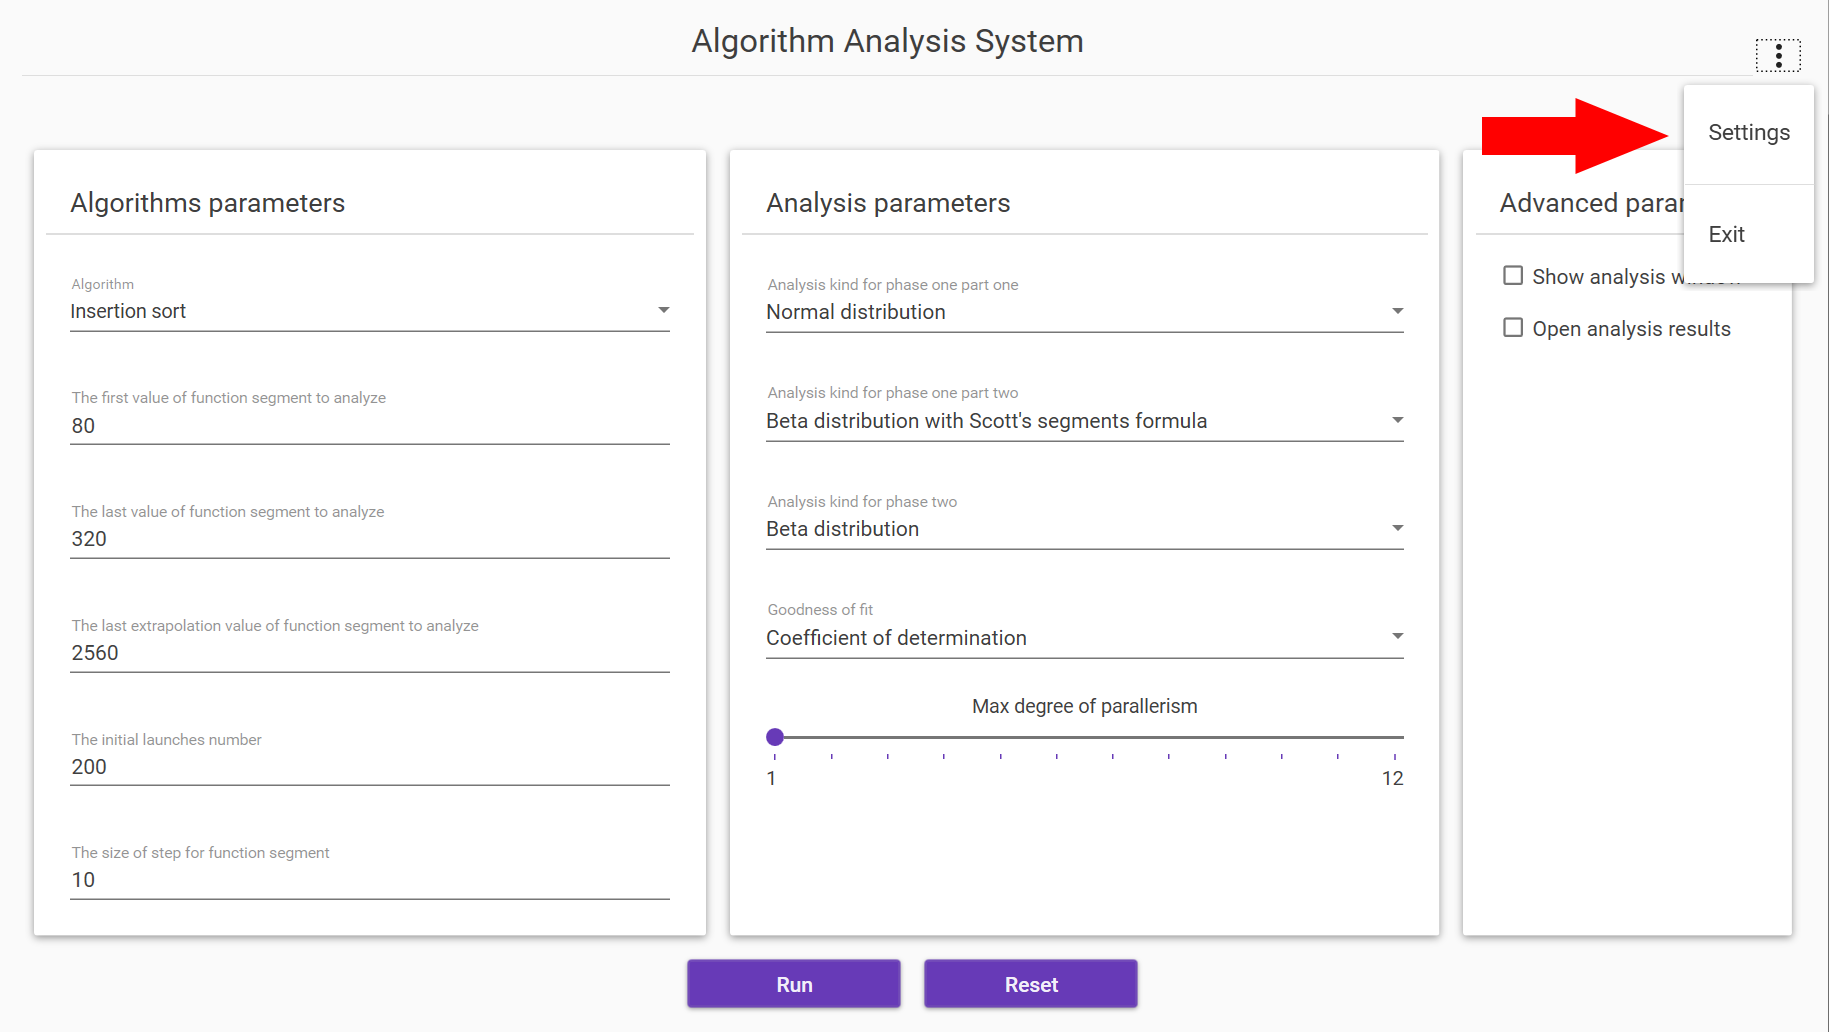 Algorithm Analysis System
Settings
Exit
Algorithms parameters
Algorithm
Insertion sort
The first value of function segment to analyze
80
The last value of function segment to analyze
320
The last extrapolation value of function segment to analyze
2560
The initial launches number
200
The size of step for function segment
10
Analysis parameters
Analysis kind for phase one part one
Normal distribution
Analysis kind for phase one part two
Beta distribution with Scott's segments formula
Analysis kind for phase two
Beta distribution
Goodness of fit
Coefficient of determination
Max degree of parallerism
1 12
Advanced
Show analysis
Open analysis results
Run Reset